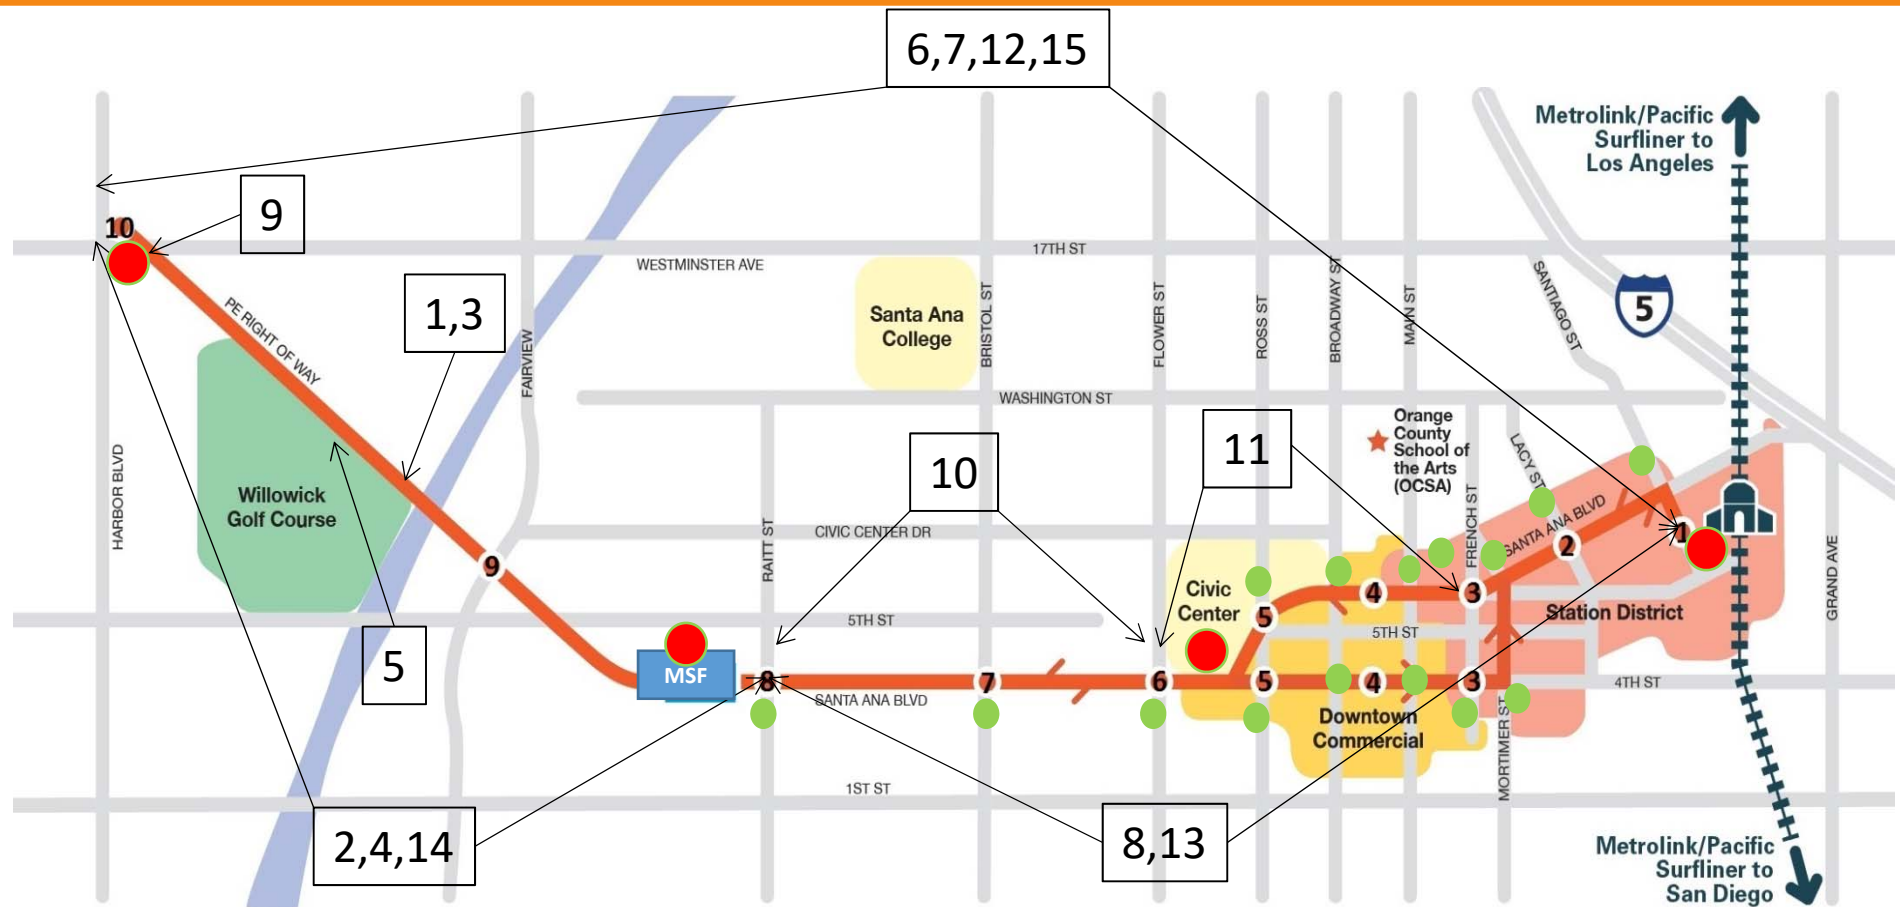 6,7,12,15
Metrolink/Pacific
Surfliner to
Los Angeles
9
10
17TH ST
WESTMINSTER AVE
1,3
PE RIGHT OF WAY
Santa Ana
College
BRISTOL ST
FLOWER ST
ROSS ST
BROADWAY ST
MAIN ST
SANTIAGO ST
5
FAIRVIEW
WASHINGTON ST
HARBOR BLVD
Willowick
Golf Course
10
11
Orange
County
School of
the Arts
(OCSA)
LACY ST
FRENCH ST
SANTA ANA BLVD
RAITT ST
CIVIC CENTER DR
1
2
GRAND AVE
9
Civic
Center
4
3
Station District
5
5TH ST
5TH ST
5
MSF
8
7
6
5
4
3
4TH ST
SANTA ANA BLVD
Downtown
Commercial
MORTIMER ST
1ST ST
2,4,14
8,13
Metrolink/Pacific
Surfliner to
San Diego